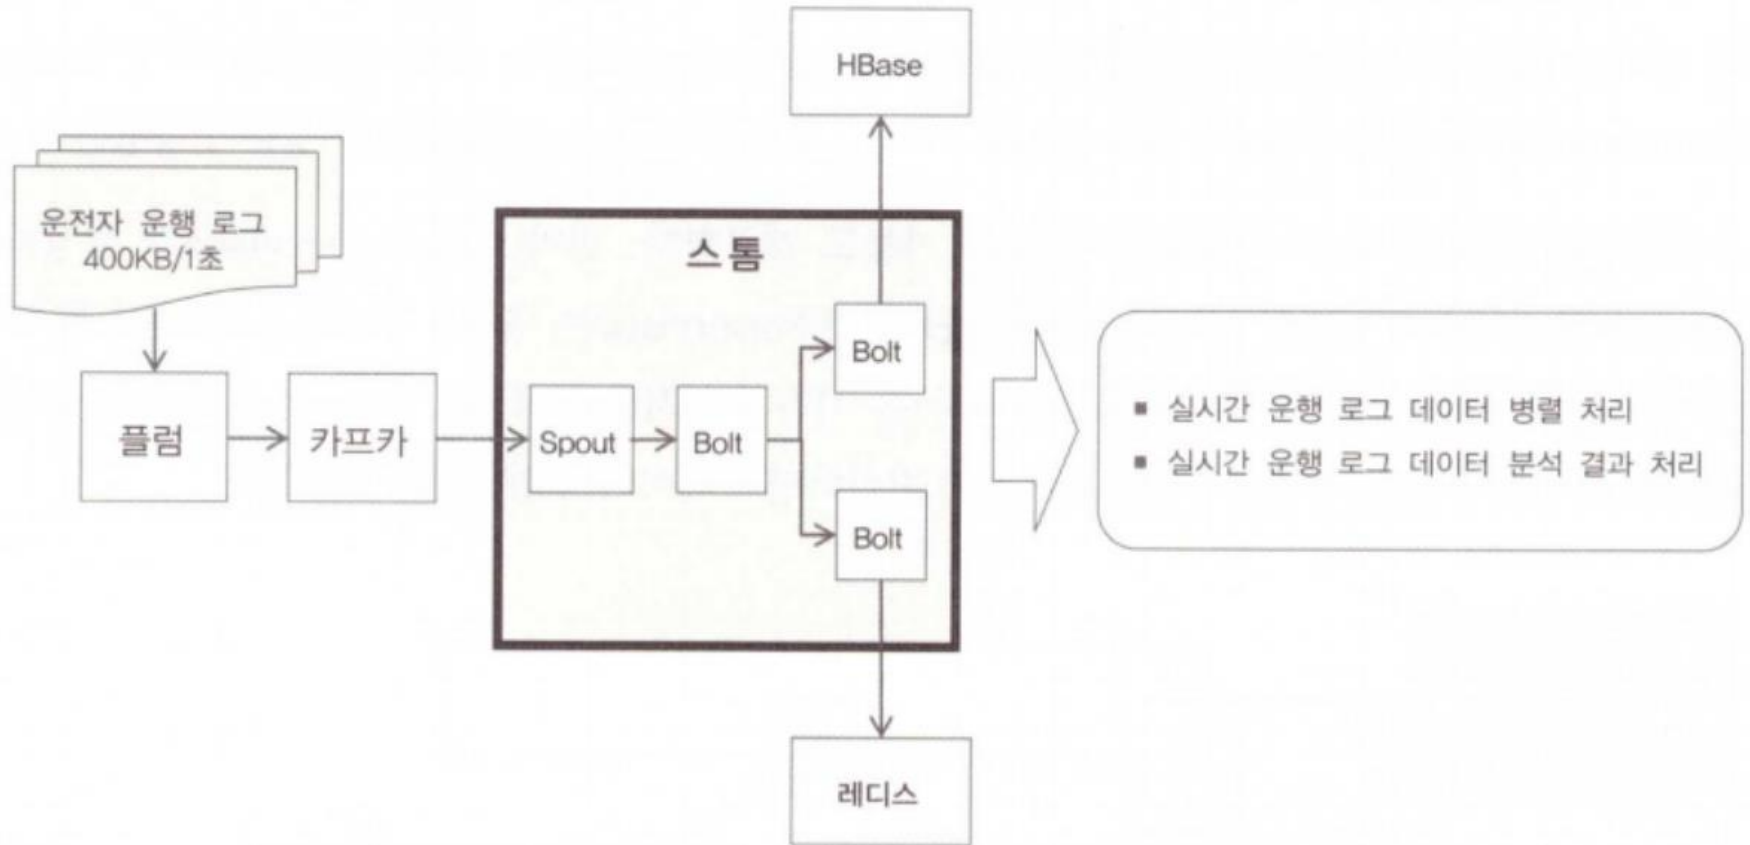 HBase
운전자 운행 로그
400KB/1초
스톰
Bolt
플럼
카프카
Spout
Bolt
Bolt
레디스
▪ 실시간 운행 로그 데이터 병렬 처리
▪ 실시간 운행 로그 데이터 분석 결과 처리